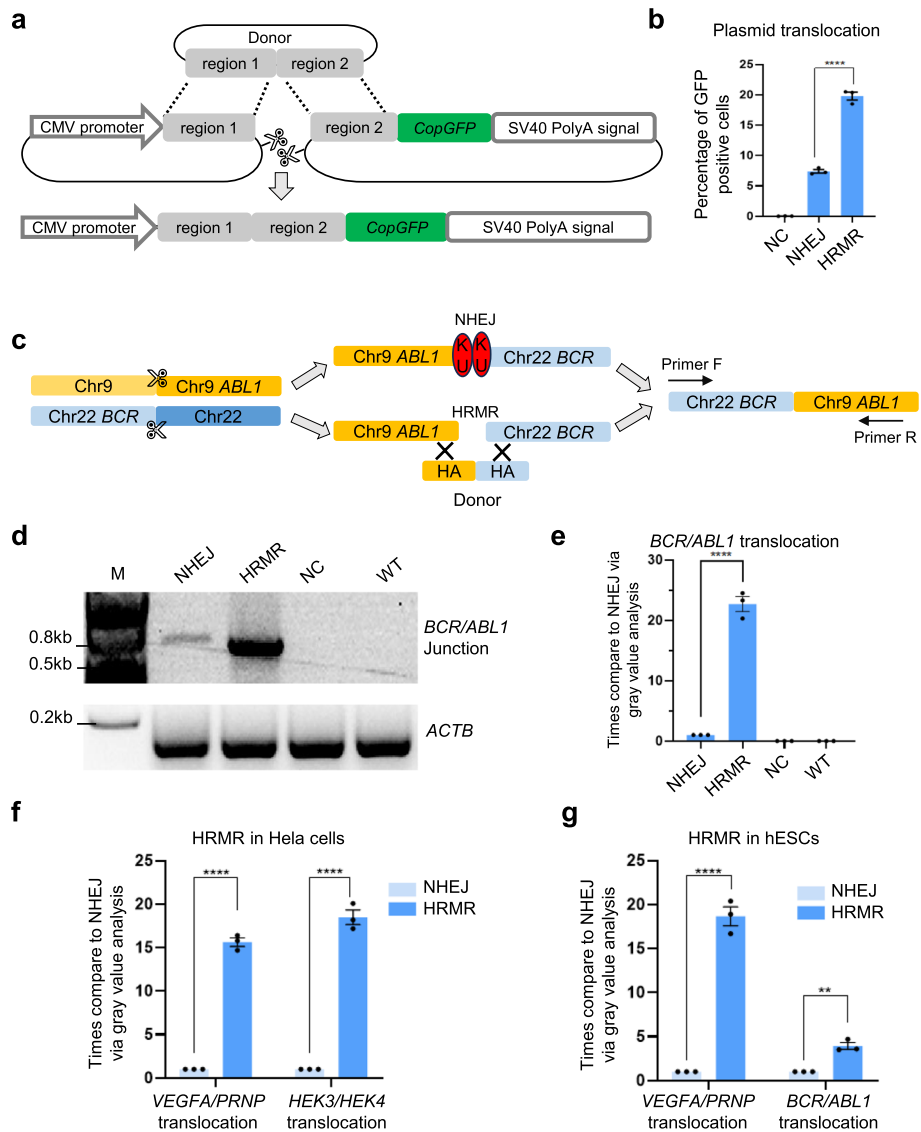 a
Donor
region 1
region 2
CMV promoter
region 1
region 2
CopGFP
SV40 PolyA signal
CMV promoter
region 1
region 2
CopGFP
SV40 PolyA signal
b
Plasmid translocation
Percentage of GFP
positive cells
25
20
15
10
5
0
****
NC
NHEJ
HRMR
c
Chr9
Chr9 ABL1
Chr22 BCR
Chr22
NHEJ
Chr9 ABL1
K
U
K
U
Chr22 BCR
HRMR
Chr9 ABL1
Chr22 BCR
HA
HA
Donor
Primer F
Chr22 BCR
Chr9 ABL1
Primer R
d
M
NHEJ
HRMR
NC
WT
0.8kb
0.5kb
BCR/ABL1
Junction
0.2kb
ACTB
e
BCR/ABL1 translocation
Times compare to NHEJ via
gray value analysis
30
20
10
0
****
NHEJ
HRMR
NC
WT
f
HRMR in Hela cells
Times compare to NHEJ
via gray value analysis
25
20
15
10
5
0
****
****
NHEJ
HRMR
VEGFA/PRNP
translocation
HEK3/HEK4
translocation
g
HRMR in hESCs
Times compare to NHEJ
via gray value analysis
25
20
15
10
5
0
****
**
NHEJ
HRMR
VEGFA/PRNP
translocation
BCR/ABL1
translocation